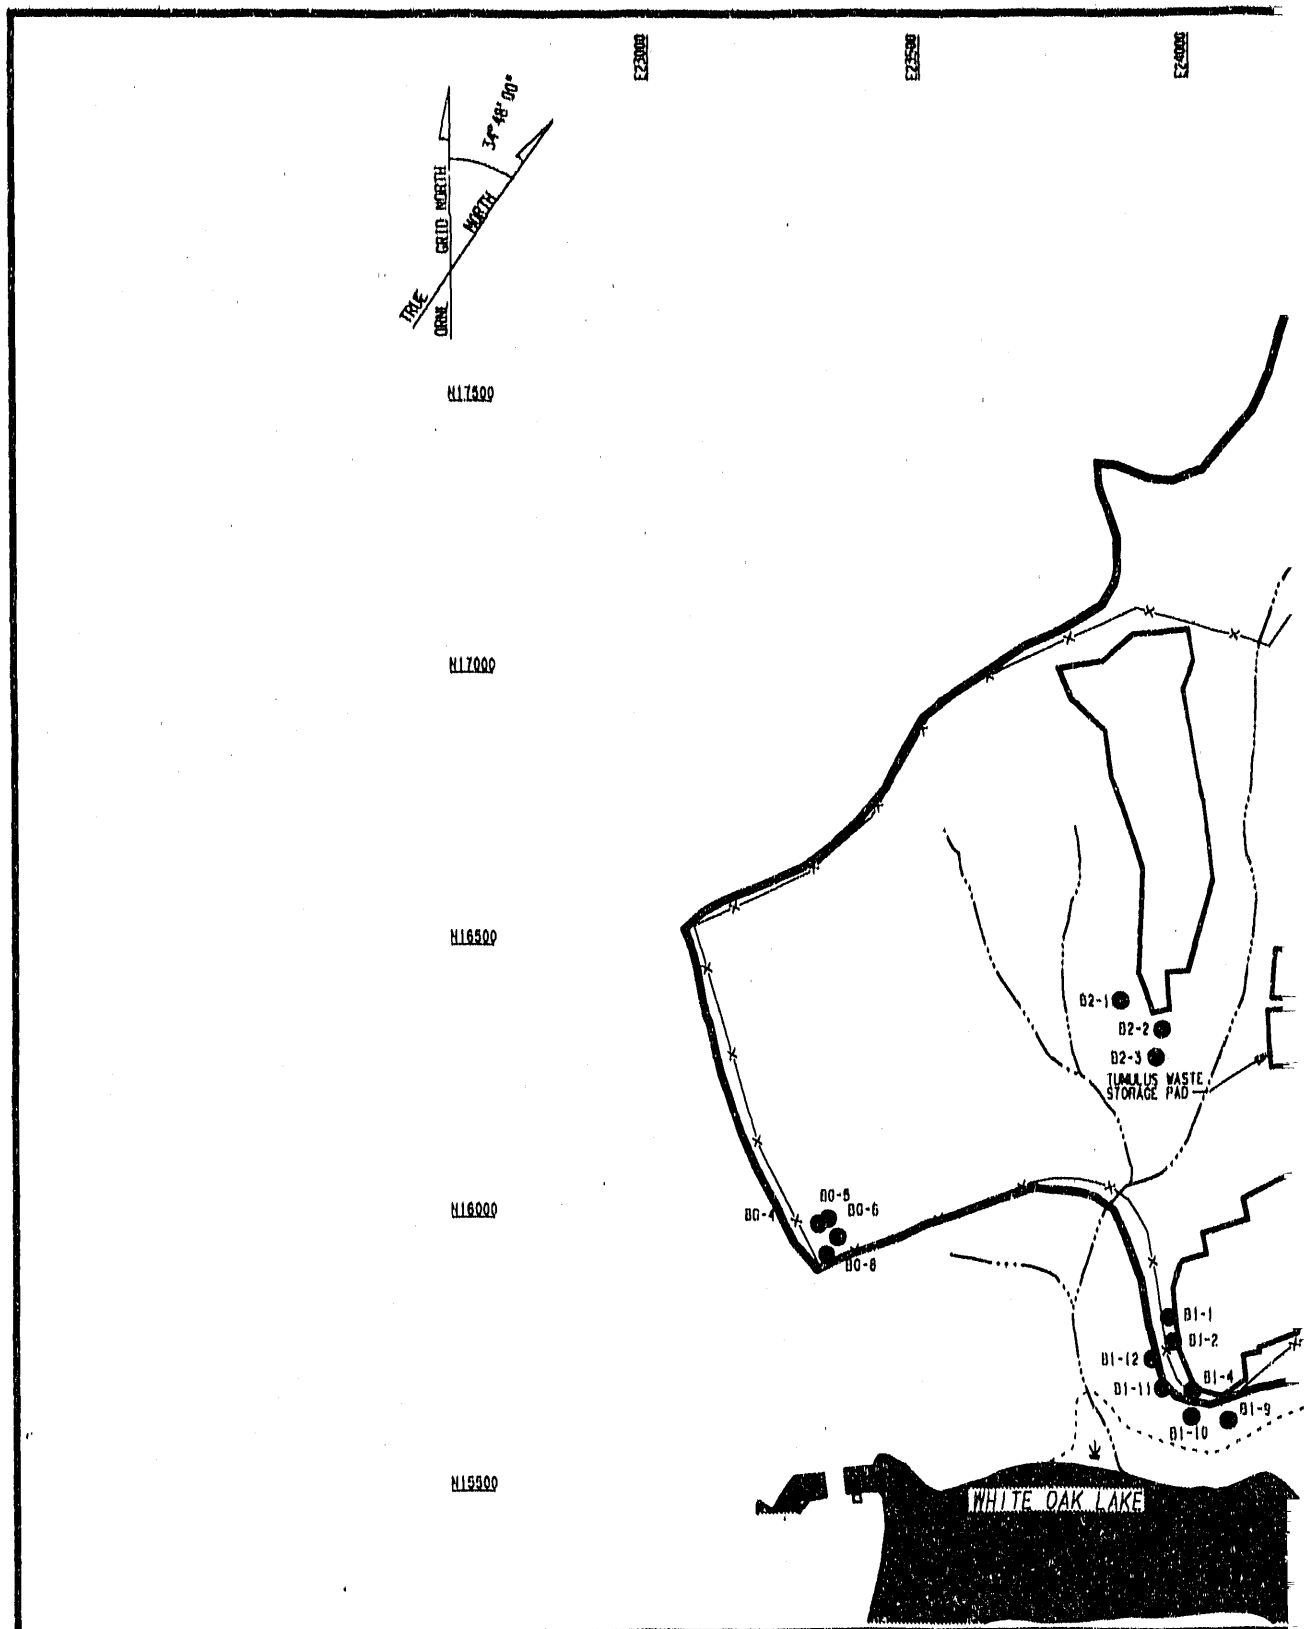 E23000
E23500
E24000
34° 48' 00"
GRID NORTH
ORNL
TRUE NORTH
N17500
N17000
N16500
B2-1
B2-2
B2-3
TUMULUS WASTE
STORAGE PAD
N16000
B0-5
B0-4
B0-6
B0-8
B1-1
B1-2
B1-12
B1-4
B1-11
B1-9
B1-10
N15500
WHITE OAK LAKE